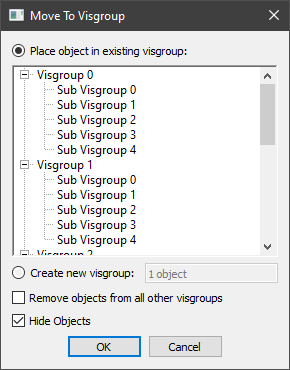 Move To Visgroup
Place object in existing visgroup:
Visgroup 0
Sub Visgroup 0
Sub Visgroup 1
Sub Visgroup 2
Sub Visgroup 3
Sub Visgroup 4
Visgroup 1
Sub Visgroup 0
Sub Visgroup 1
Sub Visgroup 2
Sub Visgroup 3
Sub Visgroup 4
Visgroup 2
Create new visgroup: 1 object
Remove objects from all other visgroups
Hide Objects
OK Cancel